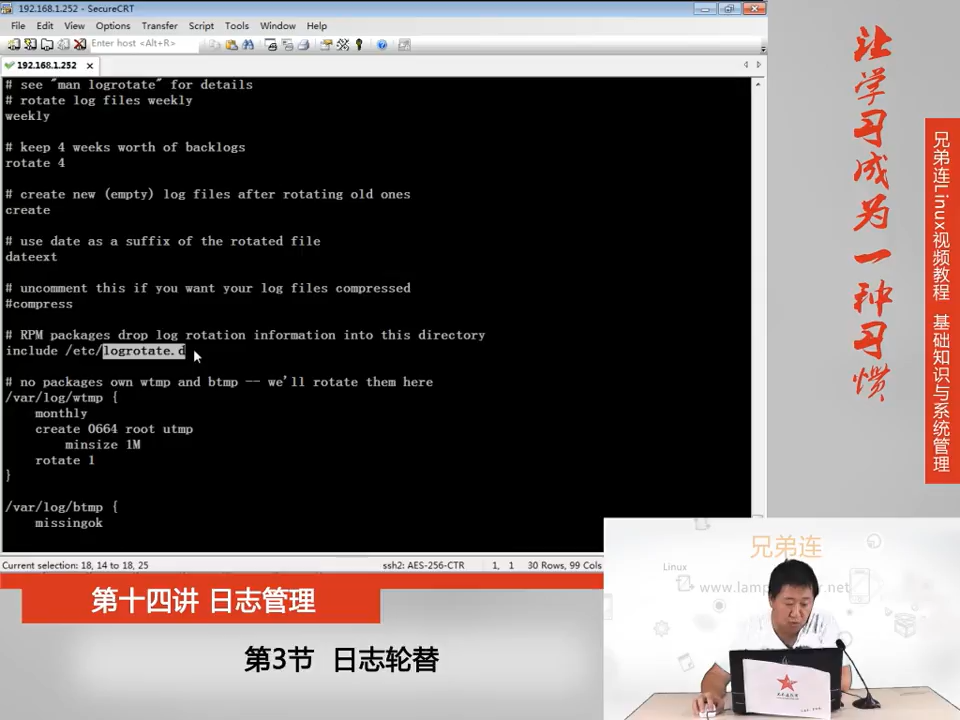 192.168.1.252 - SecureCRT
File Edit View Options Transfer Script Tools Window Help
Enter host <Alt+R>
192.168.1.252
# see "man logrotate" for details
# rotate log files weekly
weekly
# keep 4 weeks worth of backlogs
rotate 4
# create new (empty) log files after rotating old ones
create
# use date as a suffix of the rotated file
dateext
# uncomment this if you want your log files compressed
#compress
# RPM packages drop log rotation information into this directory
include /etc/logrotate.d
# no packages own wtmp and btmp -- we'll rotate them here
/var/log/wtmp {
monthly
create 0664 root utmp
minsize 1M
rotate 1
}
/var/log/btmp {
missingok
Current selection: 18, 14 to 18, 25 ssh2: AES-256-CTR 1, 1 30 Rows, 99 Cols
让学习成为一种习惯
兄弟连Linux视频教程 基础知识与系统管理
第十四讲 日志管理
第3节 日志轮替
兄弟连
Linux